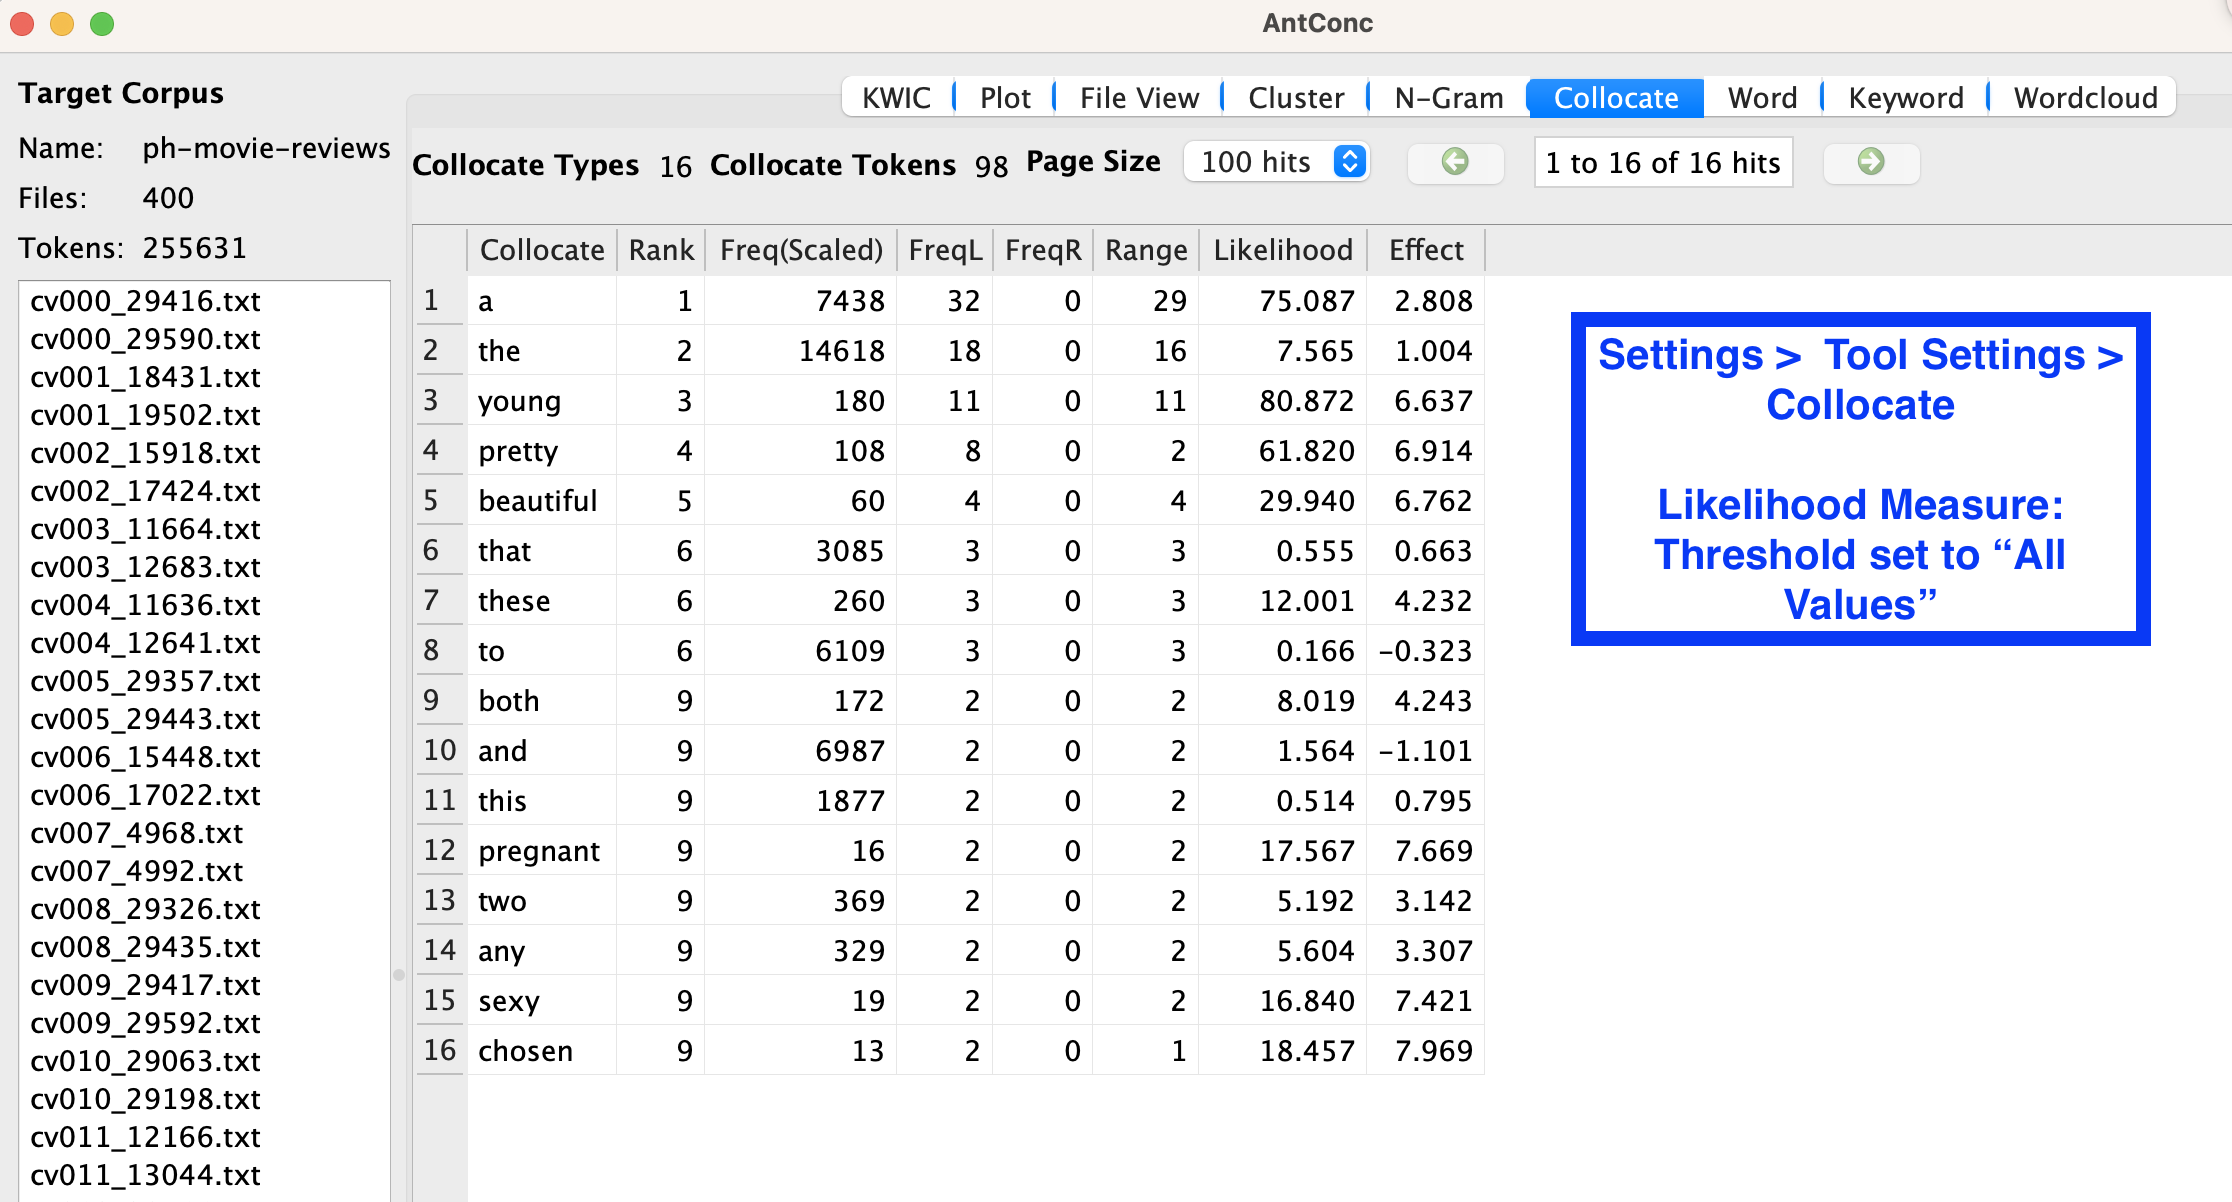 AntConc
Target Corpus
Name: ph-movie-reviews
Files: 400
Tokens: 255631
cv000_29416.txt
cv000_29590.txt
cv001_18431.txt
cv001_19502.txt
cv002_15918.txt
cv002_17424.txt
cv003_11664.txt
cv003_12683.txt
cv004_11636.txt
cv004_12641.txt
cv005_29357.txt
cv005_29443.txt
cv006_15448.txt
cv006_17022.txt
cv007_4968.txt
cv007_4992.txt
cv008_29326.txt
cv008_29435.txt
cv009_29417.txt
cv009_29592.txt
cv010_29063.txt
cv010_29198.txt
cv011_12166.txt
cv011_13044.txt
KWIC Plot File View Cluster N-Gram Collocate Word Keyword Wordcloud
Collocate Types 16 Collocate Tokens 98 Page Size 100 hits 1 to 16 of 16 hits
Collocate Rank Freq(Scaled) FreqL FreqR Range Likelihood Effect
1 a 1 7438 32 0 29 75.087 2.808
2 the 2 14618 18 0 16 7.565 1.004
3 young 3 180 11 0 11 80.872 6.637
4 pretty 4 108 8 0 2 61.820 6.914
5 beautiful 5 60 4 0 4 29.940 6.762
6 that 6 3085 3 0 3 0.555 0.663
7 these 6 260 3 0 3 12.001 4.232
8 to 6 6109 3 0 3 0.166 -0.323
9 both 9 172 2 0 2 8.019 4.243
10 and 9 6987 2 0 2 1.564 -1.101
11 this 9 1877 2 0 2 0.514 0.795
12 pregnant 9 16 2 0 2 17.567 7.669
13 two 9 369 2 0 2 5.192 3.142
14 any 9 329 2 0 2 5.604 3.307
15 sexy 9 19 2 0 2 16.840 7.421
16 chosen 9 13 2 0 1 18.457 7.969
Settings > Tool Settings >
Collocate
Likelihood Measure:
Threshold set to “All
Values”